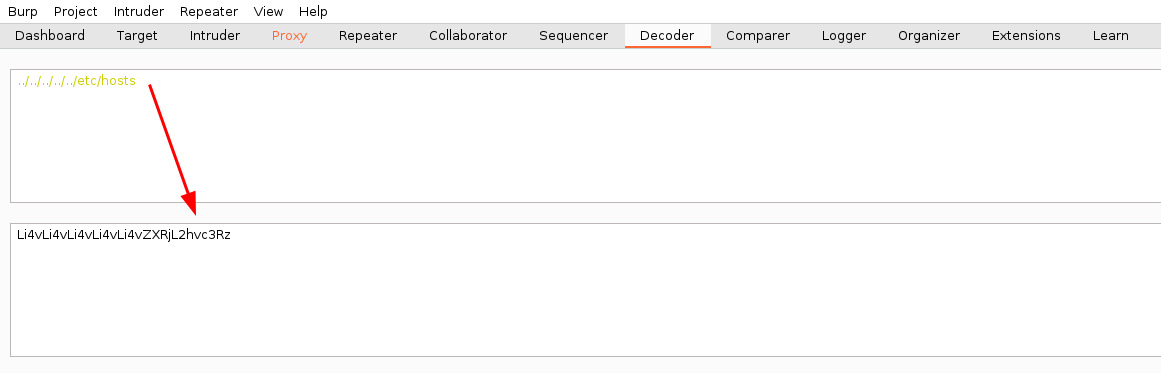 Burp Project Intruder Repeater View Help
Dashboard Target Intruder Proxy Repeater Collaborator Sequencer Decoder Comparer Logger Organizer Extensions Learn
../../../../../etc/hosts
Li4vLi4vLi4vLi4vLi4vZXRjL2hvc3Rz